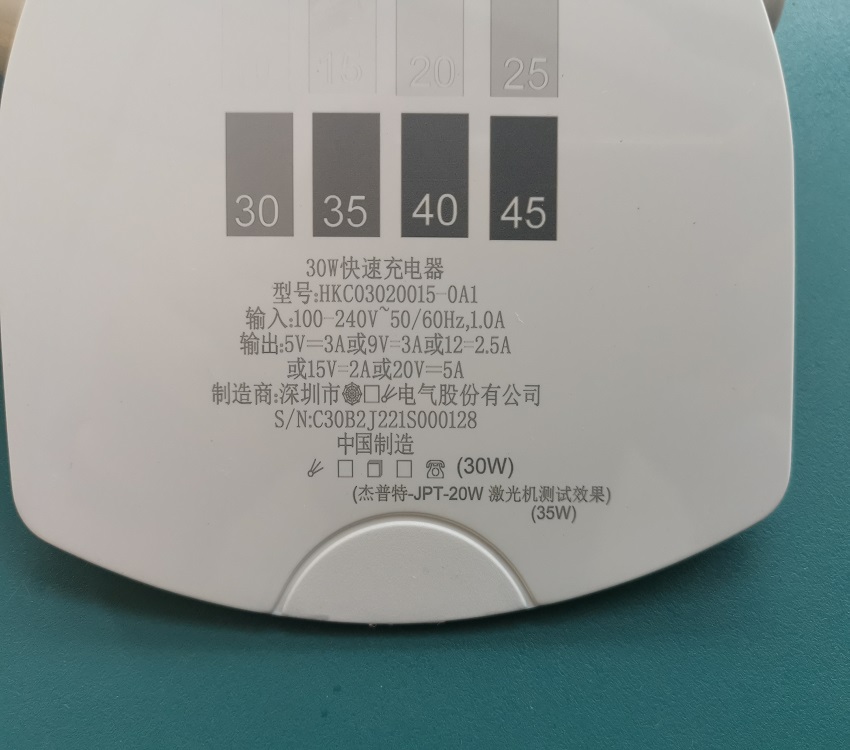 15 20 25
30 35 40 45
30W快速充电器
型号:HKC03020015-0A1
输入:100-240V~50/60Hz,1.0A
输出:5V=3A或9V=3A或12=2.5A
或15V=2A或20V=5A
制造商:深圳市电气股份有限公司
S/N:C30B2J221S000128
中国制造
(30W)
(杰普特-JPT-20W 激光机测试效果)
(35W)